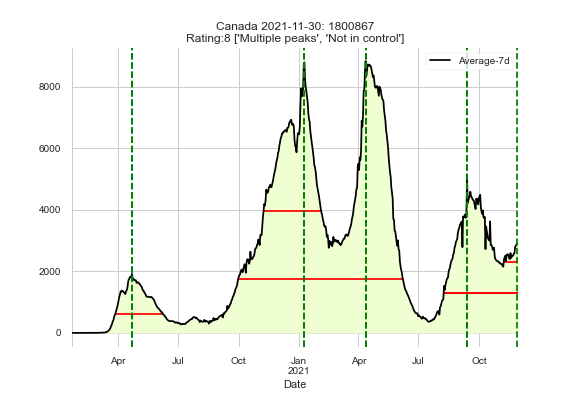 Canada 2021-11-30: 1800867
Rating:8 ['Multiple peaks', 'Not in control']
Average-7d
8000
6000
4000
2000
0
Apr Jul Oct Jan Apr Jul Oct
2021
Date